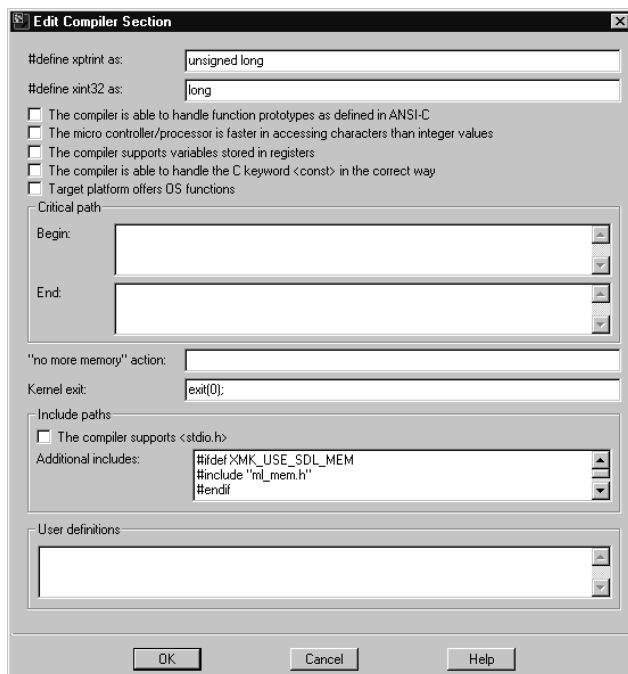 Edit Compiler Section
#define xptrint as: unsigned long
#define xint32 as: long
The compiler is able to handle function prototypes as defined in ANSI-C
The micro controller/processor is faster in accessing characters than integer values
The compiler supports variables stored in registers
The compiler is able to handle the C keyword <const> in the correct way
Target platform offers OS functions
Critical path
Begin:
End:
"no more memory" action:
Kernel exit: exit(0);
Include paths
The compiler supports <stdio.h>
Additional includes: #ifdef XMK_USE_SDL_MEM
#include "ml_mem.h"
#endif
User definitions
OK Cancel Help